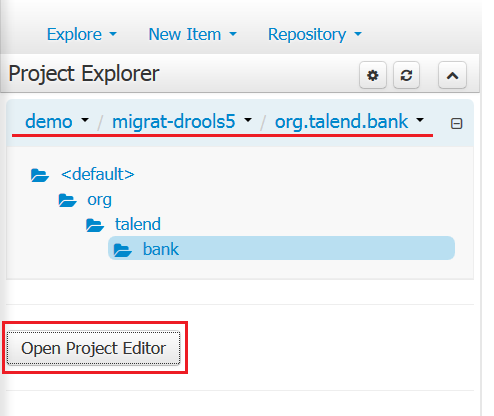 Explore New Item Repository
Project Explorer
demo / migrat-drools5 / org.talend.bank
<default>
org
talend
bank
Open Project Editor